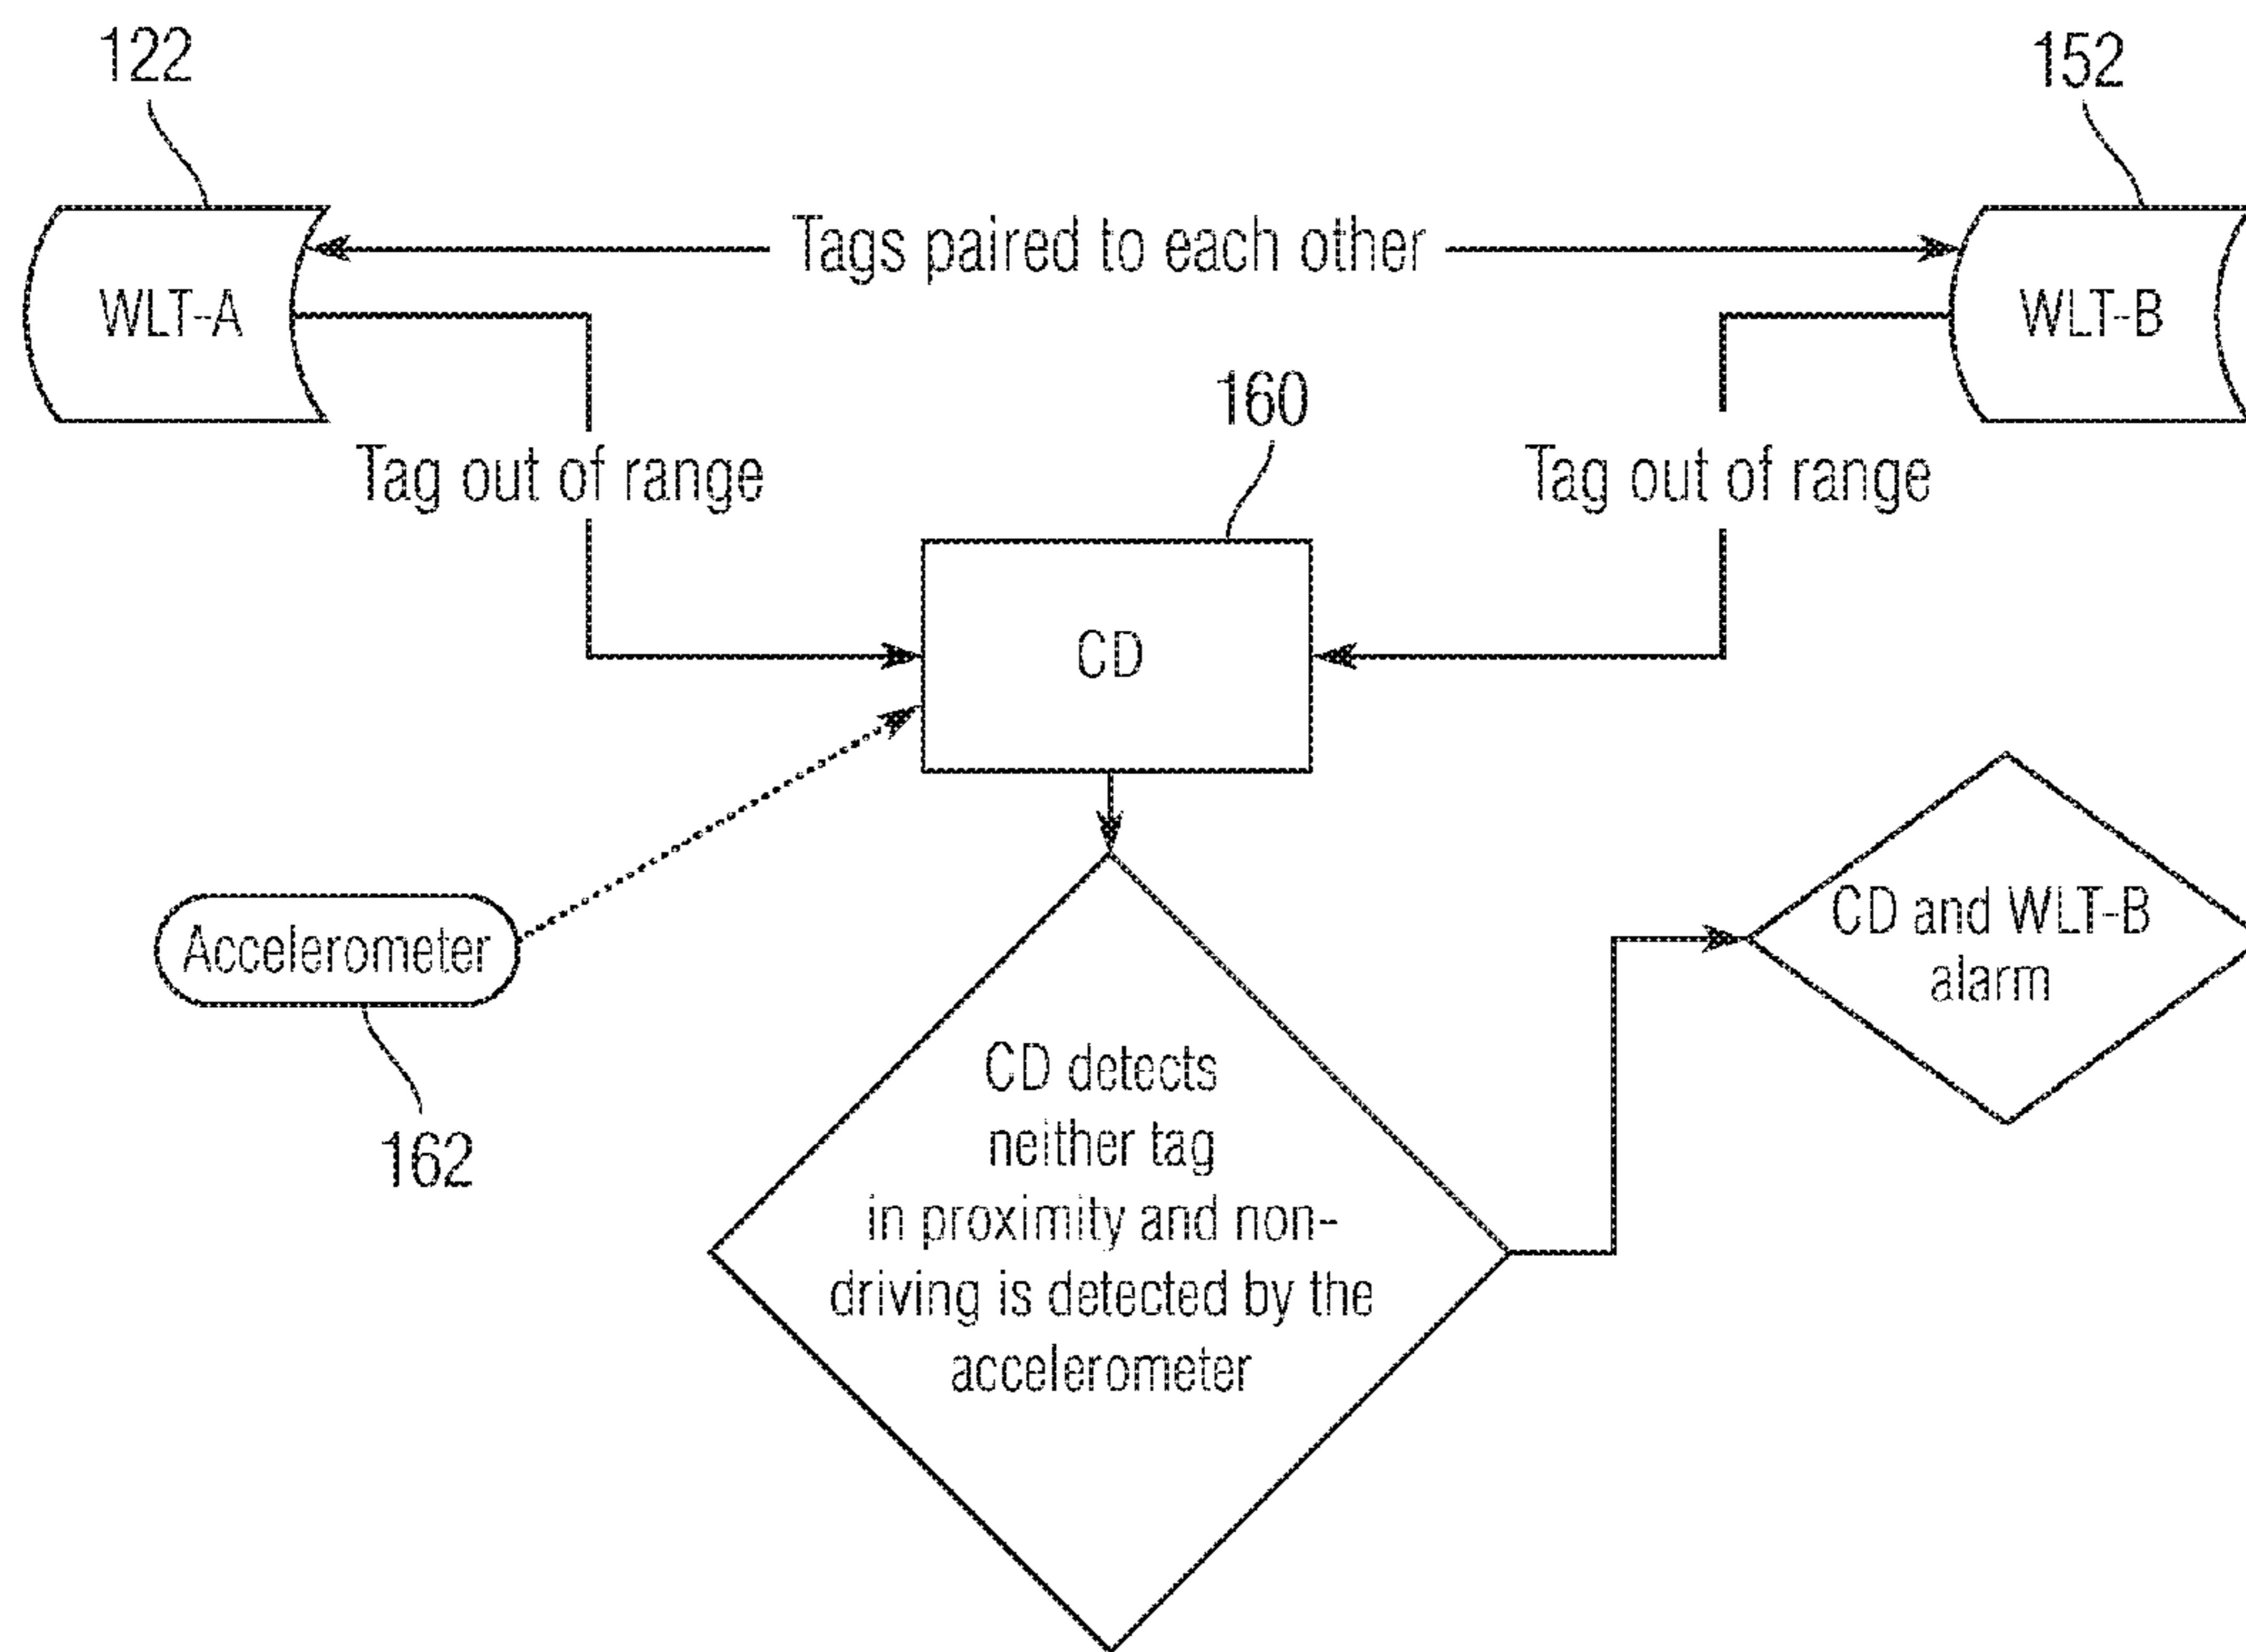 122
152
Tags paired to each other
WLT-A
WLT-B
160
Tag out of range
Tag out of range
CD
Accelerometer
162
CD and WLT-B
alarm
CD detects
neither tag
in proximity and non-
driving is detected by the
accelerometer